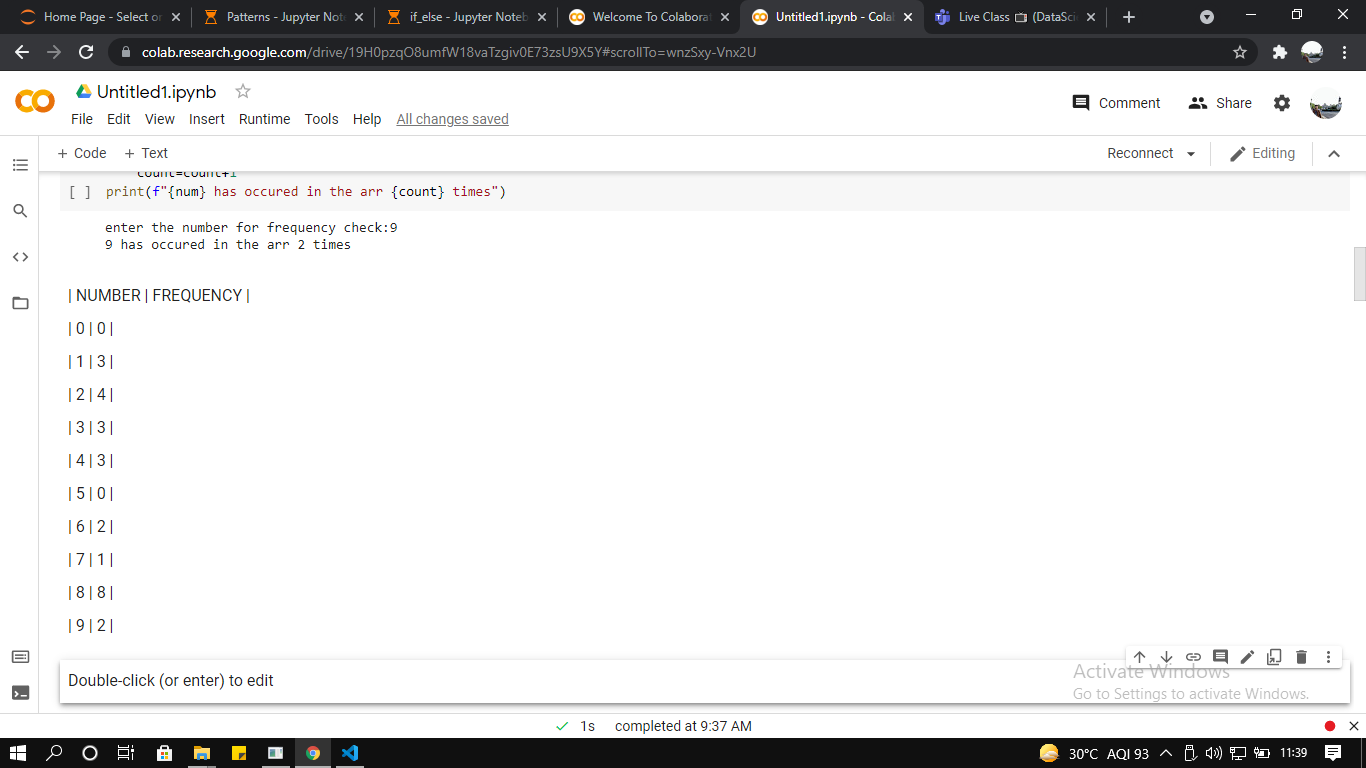 Home Page - Select or
Patterns - Jupyter Note
if_else - Jupyter Noteb
Welcome To Colaborat
Untitled1.ipynb - Colab
Live Class (DataScie
colab.research.google.com/drive/19H0pzqO8umfW18vaTzgiv0E73zsU9X5Y#scrollTo=wnzSxy-Vnx2U
Untitled1.ipynb
Comment Share
File Edit View Insert Runtime Tools Help All changes saved
+ Code + Text Reconnect Editing
count=count+1
[ ] print(f"{num} has occured in the arr {count} times")
enter the number for frequency check:9
9 has occured in the arr 2 times
| NUMBER | FREQUENCY |
| 0 | 0 |
| 1 | 3 |
| 2 | 4 |
| 3 | 3 |
| 4 | 3 |
| 5 | 0 |
| 6 | 2 |
| 7 | 1 |
| 8 | 8 |
| 9 | 2 |
Double-click (or enter) to edit
Activate Windows
Go to Settings to activate Windows.
1s completed at 9:37 AM
30°C AQI 93 11:39